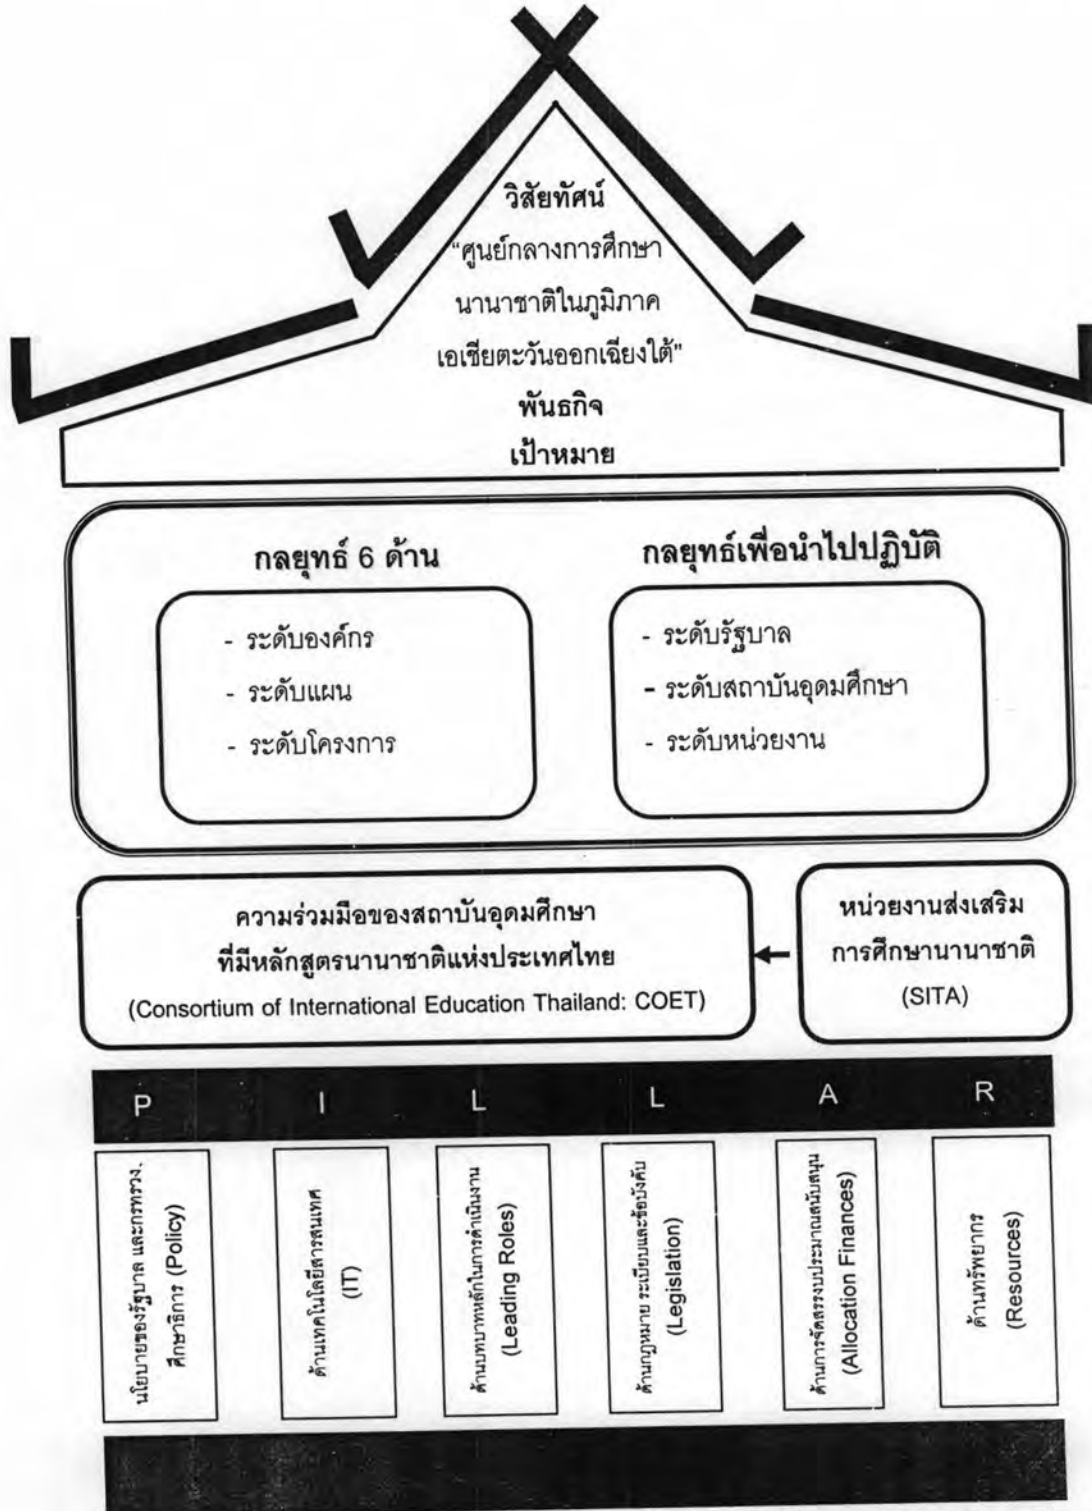 วิสัยทัศน์
“ศูนย์กลางการศึกษา
นานาชาติในภูมิภาค
เอเชียตะวันออกเฉียงใต้”
พันธกิจ
เป้าหมาย
กลยุทธ์ 6 ด้าน
- ระดับองค์กร
- ระดับแผน
- ระดับโครงการ
กลยุทธ์เพื่อนำไปปฏิบัติ
- ระดับรัฐบาล
- ระดับสถาบันอุดมศึกษา
- ระดับหน่วยงาน
ความร่วมมือของสถาบันอุดมศึกษา
ที่มีหลักสูตรนานาชาติแห่งประเทศไทย
(Consortium of International Education Thailand: COET)
หน่วยงานส่งเสริม
การศึกษานานาชาติ
(SITA)
P I L L A R
นโยบายของรัฐบาล และกระทรวง.
ศึกษาธิการ (Policy)
ด้านเทคโนโลยีสารสนเทศ
(IT)
ด้านบทบาทหลักในการดำเนินงาน
(Leading Roles)
ด้านกฎหมาย ระเบียบและข้อบังคับ
(Legislation)
ด้านการจัดสรรงบประมาณสนับสนุน
(Allocation Finances)
ด้านทรัพยากร
(Resources)